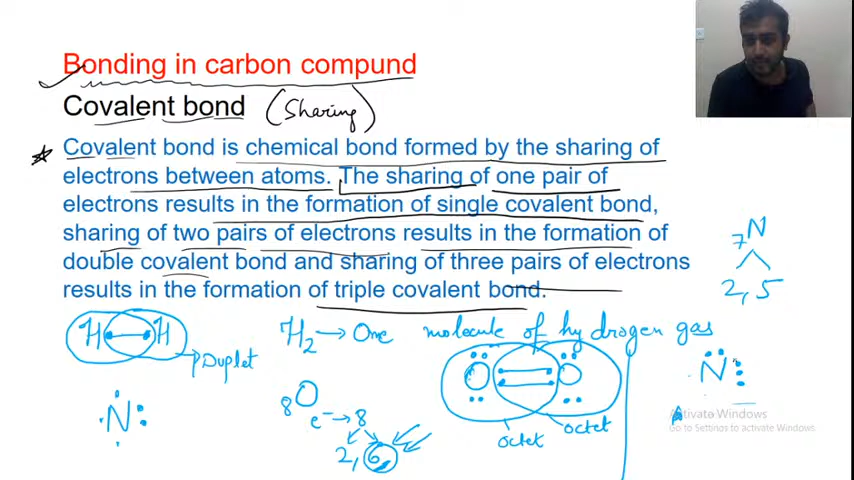 Bonding in carbon compund
Covalent bond (Sharing)
Covalent bond is chemical bond formed by the sharing of
electrons between atoms. The sharing of one pair of
electrons results in the formation of single covalent bond,
sharing of two pairs of electrons results in the formation of
double covalent bond and sharing of three pairs of electrons
results in the formation of triple covalent bond.
7N
2, 5
H H
Duplet
H2 → One molecule of hydrogen gas
8O
e- → 8
2, 6
O O
octet octet
N
N
Activate Windows
Go to Settings to activate Windows.